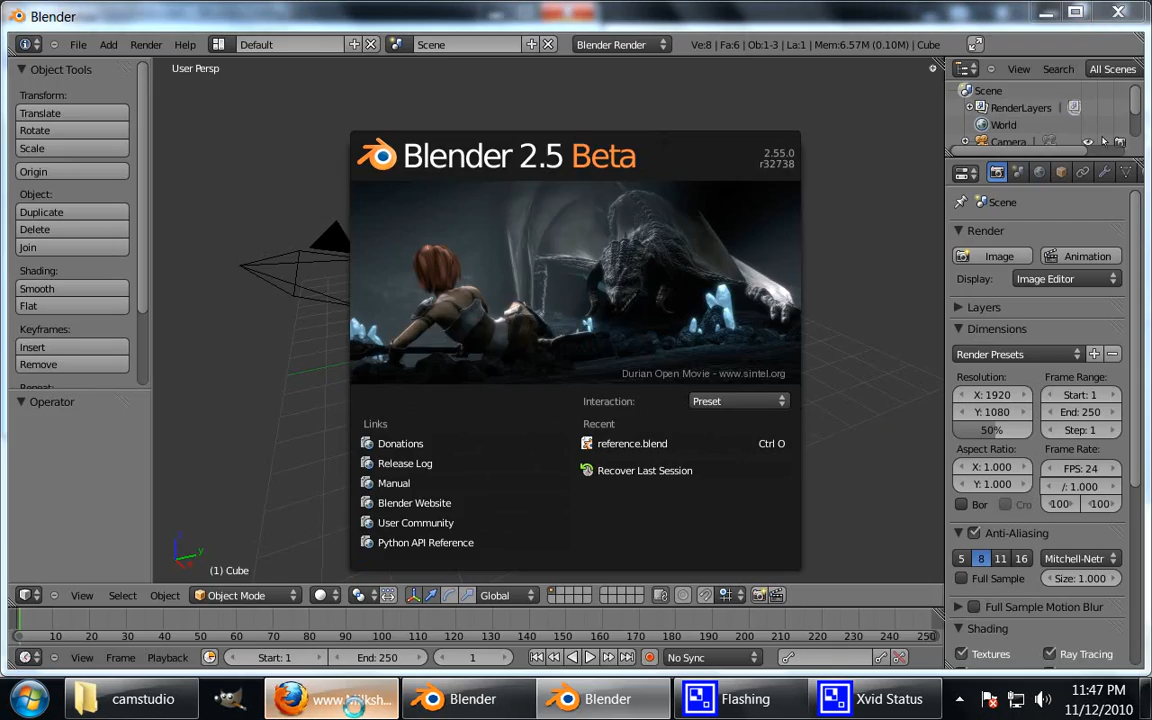 Blender
File Add Render Help Default Scene Blender Render Ve:8 | Fa:6 | Ob:1-3 | La:1 | Mem:6.57M (0.10M) | Cube
Object Tools
Transform:
Translate
Rotate
Scale
Origin
Object:
Duplicate
Delete
Join
Shading:
Smooth
Flat
Keyframes:
Insert
Remove
Operator
User Persp
Blender 2.5 Beta
2.55.0
r32738
Durian Open Movie - www.sintel.org
Interaction: Preset
Links
Donations
Release Log
Manual
Blender Website
User Community
Python API Reference
Recent
reference.blend Ctrl O
Recover Last Session
(1) Cube
View Select Object Object Mode Global
View Search All Scenes
Scene
RenderLayers
World
Camera
Scene
Render
Image Animation
Display: Image Editor
Layers
Dimensions
Render Presets
Resolution: Frame Range:
X: 1920 Start: 1
Y: 1080 End: 250
50% Step: 1
Aspect Ratio: Frame Rate:
X: 1.000 FPS: 24
Y: 1.000 /: 1.000
Bor Cro 100 100
Anti-Aliasing
5 8 11 16 Mitchell-Netr
Full Sample Size: 1.000
Full Sample Motion Blur
Shading
Textures Ray Tracing
10 20 30 40 50 60 70 80 90 100 110 120 130 140 150 160 170 180 190 200 210 220 230 240 250
View Frame Playback Start: 1 End: 250 1 No Sync
camstudio Blender Blender Flashing Xvid Status 11:47 PM
11/12/2010